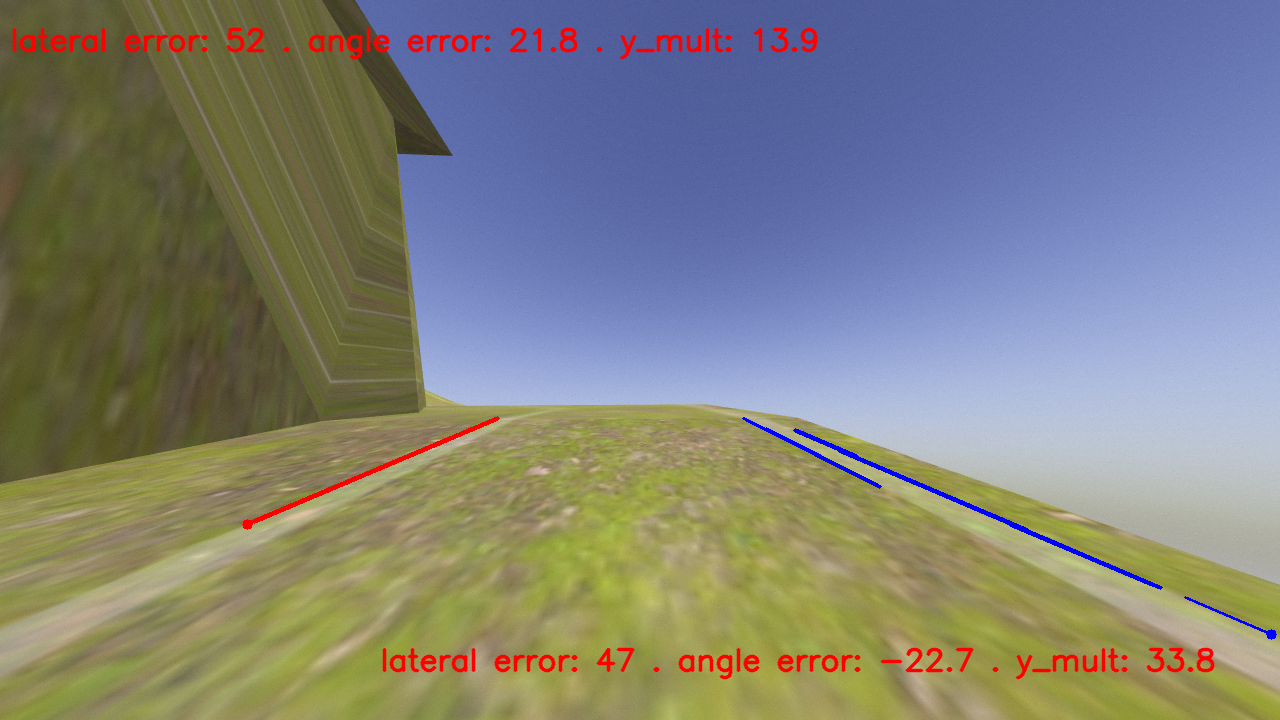 lateral error: 52 . angle error: 21.8 . y_mult: 13.9
lateral error: 47 . angle error: -22.7 . y_mult: 33.8